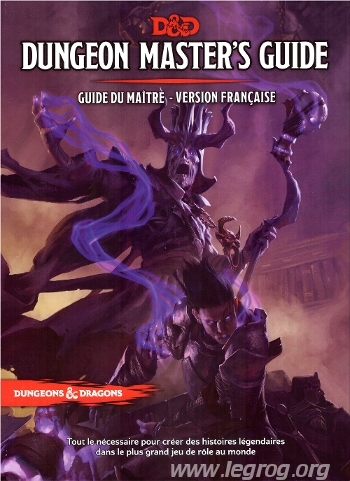 D&D
DUNGEON MASTER'S GUIDE
GUIDE DU MAÎTRE - VERSION FRANÇAISE
DUNGEONS & DRAGONS
Tout le nécessaire pour créer des histoires légendaires
dans le plus grand jeu de rôle au monde
www.legrog.org